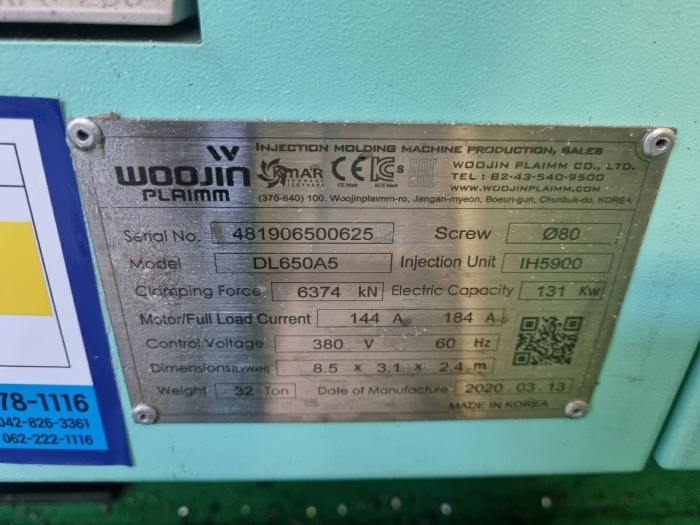 INJECTION MOLDING MACHINE PRODUCTION, SALES
WOOJIN
PLAIMM
CE
WOOJIN PLAIMM CO., LTD.
TEL : 82-43-540-9500
WWW.WOOJINPLAIMM.COM
(376-840) 100. Woojinplaimm-ro, Jangan-myeon, Boeun-gun, Chunbuk-do, KOREA
Serial No. 481906500625 Screw Ø80
Model DL650A5 Injection Unit IH5900
Clamping Force 6374 kN Electric Capacity 131 Kw
Motor/Full Load Current 144 A 184 A
Control Voltage 380 V 60 Hz
Dimensions(LxWxH) 8.5 x 3.1 x 2.4 m
Weight 32 Ton Date of Manufacture 2020 . 03 . 13
MADE IN KOREA
78-1116
042-826-3361
062-222-1116